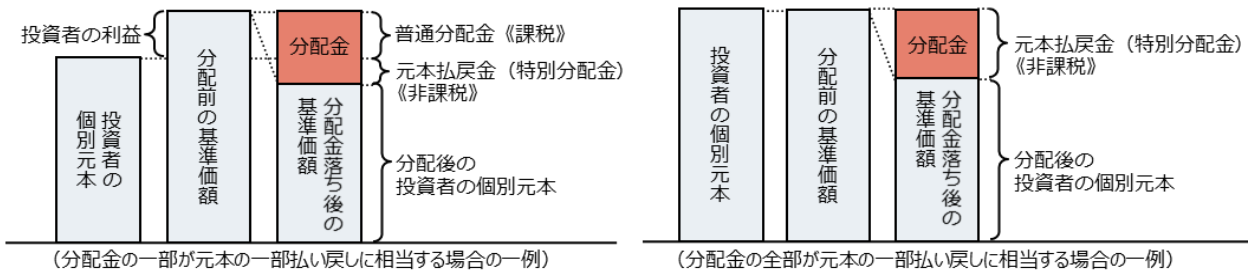 投資者の利益
投資者の
個別元本
分配前の基準価額
分配金
分配金落ち後の
基準価額
普通分配金《課税》
元本払戻金（特別分配金）
《非課税》
分配後の
投資者の個別元本
（分配金の一部が元本の一部払い戻しに相当する場合の一例）
投資者の個別元本
分配前の基準価額
分配金
分配金落ち後の
基準価額
元本払戻金（特別分配金）
《非課税》
分配後の
投資者の個別元本
（分配金の全部が元本の一部払い戻しに相当する場合の一例）